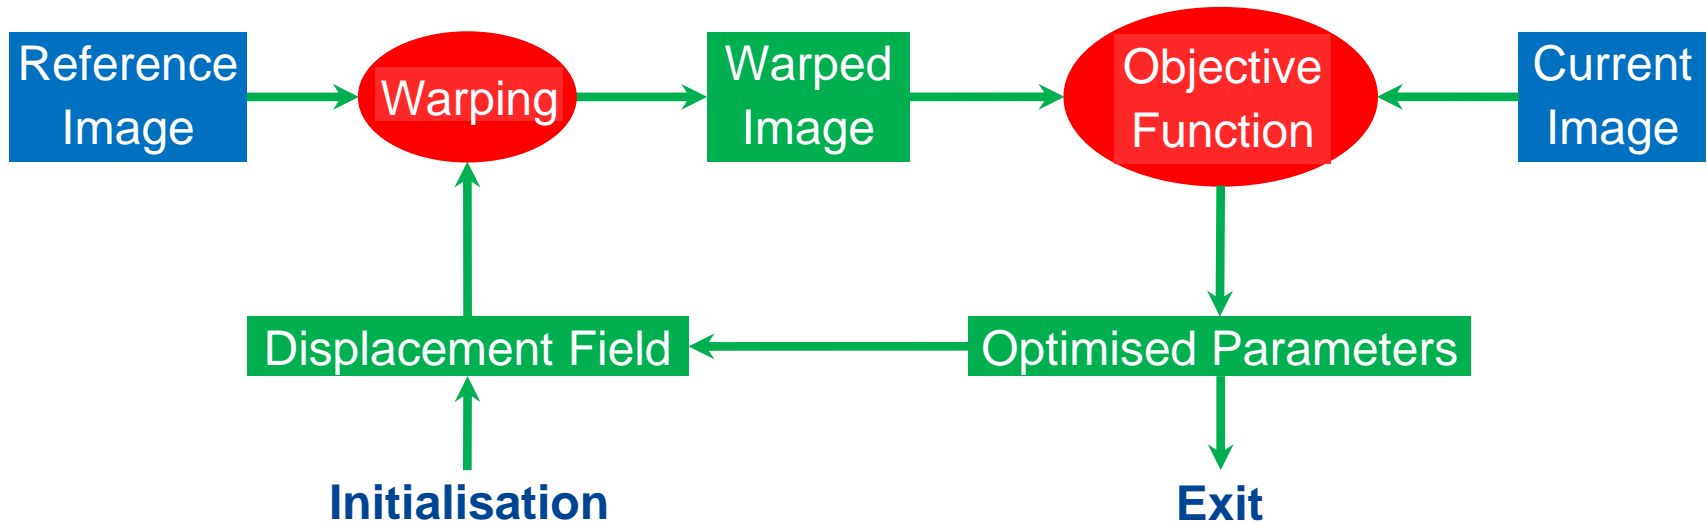 Reference
Image
Warping
Warped
Image
Objective
Function
Current
Image
Displacement Field
Optimised Parameters
Initialisation
Exit